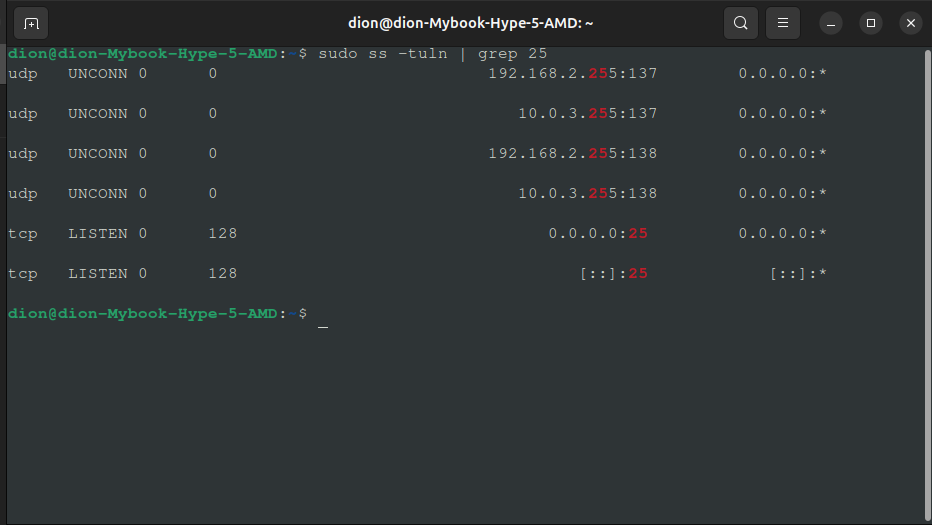 dion@dion-Mybook-Hype-5-AMD: ~
dion@dion-Mybook-Hype-5-AMD:~$ sudo ss -tuln | grep 25
udp UNCONN 0 0 192.168.2.255:137 0.0.0.0:*
udp UNCONN 0 0 10.0.3.255:137 0.0.0.0:*
udp UNCONN 0 0 192.168.2.255:138 0.0.0.0:*
udp UNCONN 0 0 10.0.3.255:138 0.0.0.0:*
tcp LISTEN 0 128 0.0.0.0:25 0.0.0.0:*
tcp LISTEN 0 128 [::]:25 [::]:*
dion@dion-Mybook-Hype-5-AMD:~$